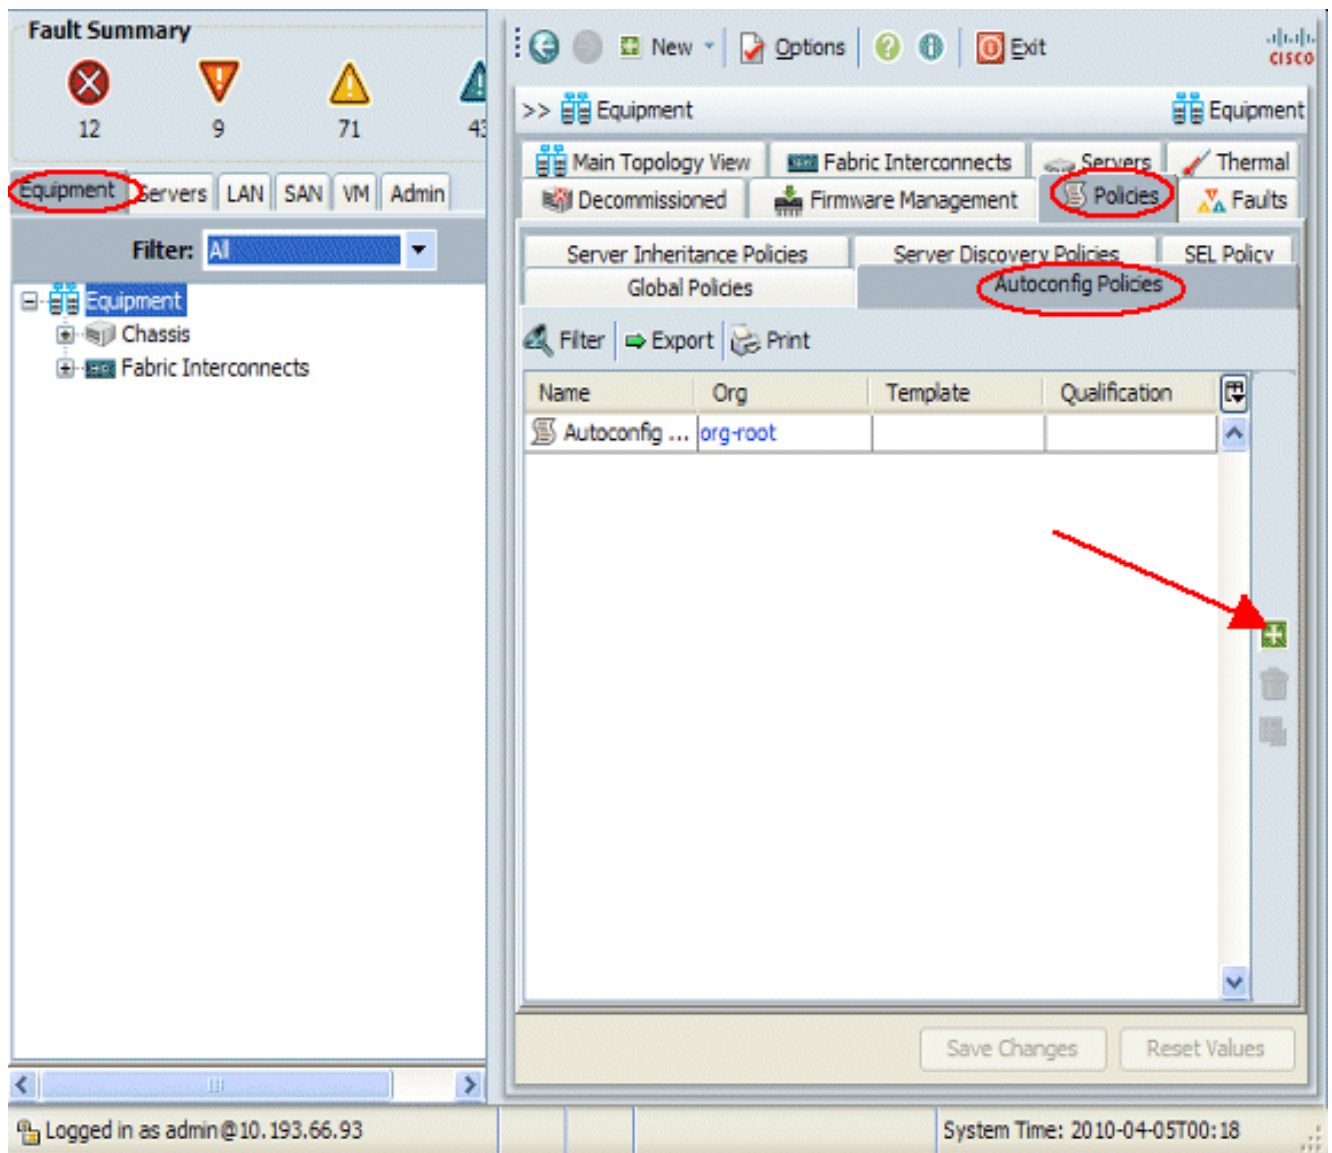 Fault Summary
12 9 71 43
Equipment Servers LAN SAN VM Admin
Filter: All
Equipment
Chassis
Fabric Interconnects
New Options Exit
CISCO
>> Equipment Equipment
Main Topology View Fabric Interconnects Servers Thermal
Decommissioned Firmware Management Policies Faults
Server Inheritance Policies Server Discovery Policies SEL Policy
Global Policies Autoconfig Policies
Filter Export Print
Name Org Template Qualification
Autoconfig ... org-root
Save Changes Reset Values
Logged in as admin@10.193.66.93 System Time: 2010-04-05T00:18